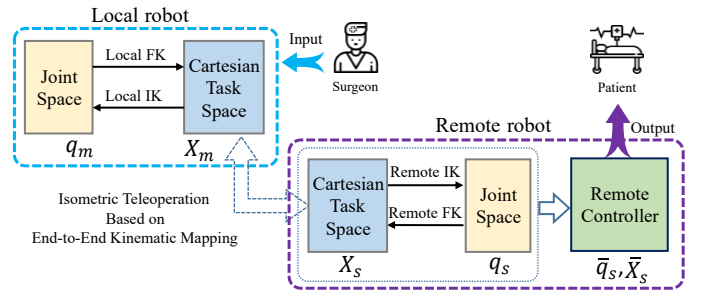 Local robot
Joint
Space
Local FK
Local IK
Cartesian
Task
Space
q_m
X_m
Input
Surgeon
Patient
Output
Remote robot
Isometric Teleoperation
Based on
End-to-End Kinematic Mapping
Cartesian
Task
Space
Remote IK
Remote FK
Joint
Space
X_s
q_s
Remote
Controller
q̄_s, X̄_s